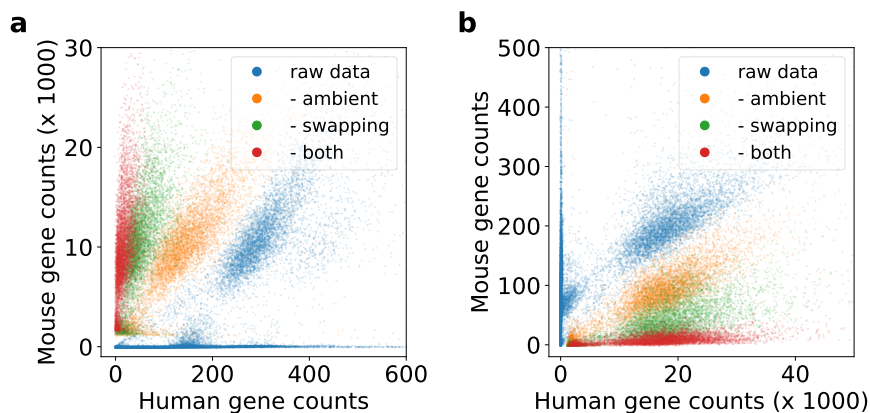 a
Mouse gene counts (x 1000)
30
20
10
0
0 200 400 600
Human gene counts
raw data
- ambient
- swapping
- both
b
Mouse gene counts
500
400
300
200
100
0
0 20 40
Human gene counts (x 1000)
raw data
- ambient
- swapping
- both